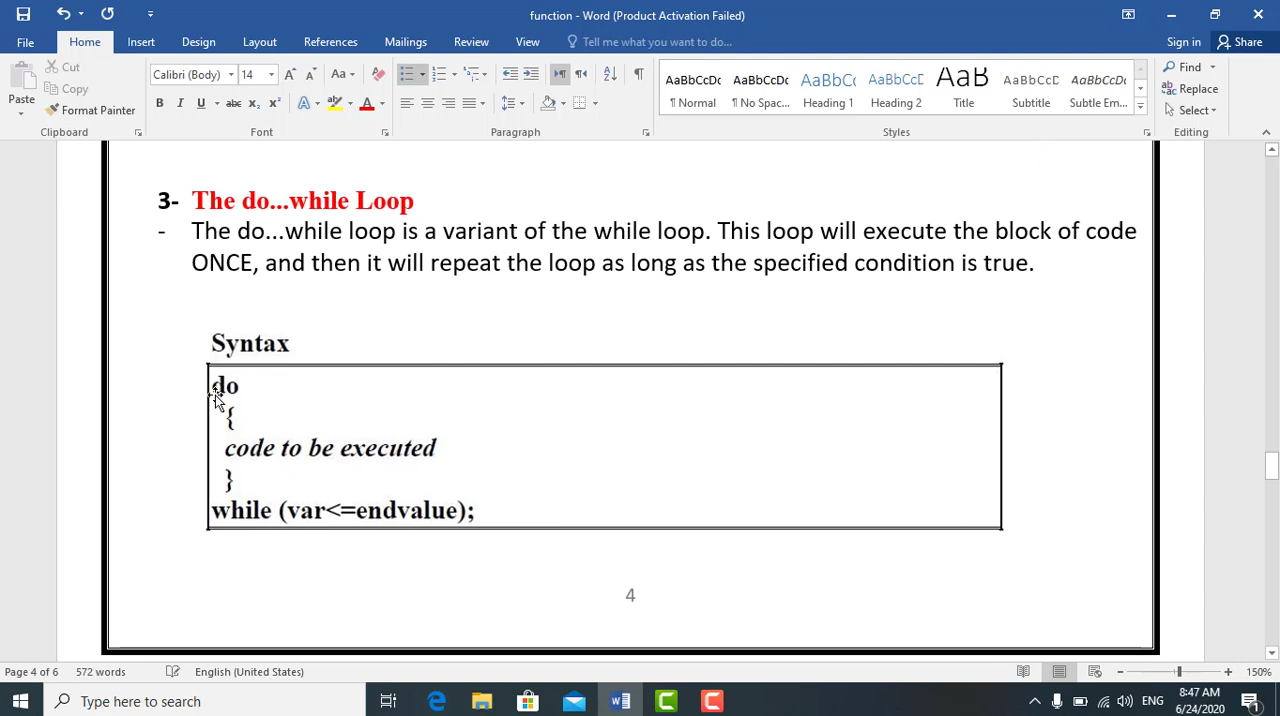 function - Word (Product Activation Failed)
File Home Insert Design Layout References Mailings Review View Tell me what you want to do... Sign in Share
Cut
Copy
Format Painter
Paste
Clipboard
Calibri (Body) 14
Font
Paragraph
AaBbCcDc AaBbCcDc AaBbC( AaBbCcE AaB AaBbCcD AaBbCcDc
¶ Normal ¶ No Spac... Heading 1 Heading 2 Title Subtitle Subtle Em...
Styles
Find
Replace
Select
Editing
3- The do...while Loop
- The do...while loop is a variant of the while loop. This loop will execute the block of code
ONCE, and then it will repeat the loop as long as the specified condition is true.
Syntax
do
{
code to be executed
}
while (var<=endvalue);
4
Page 4 of 6 572 words English (United States) 150%
Type here to search
ENG
8:47 AM
6/24/2020
1